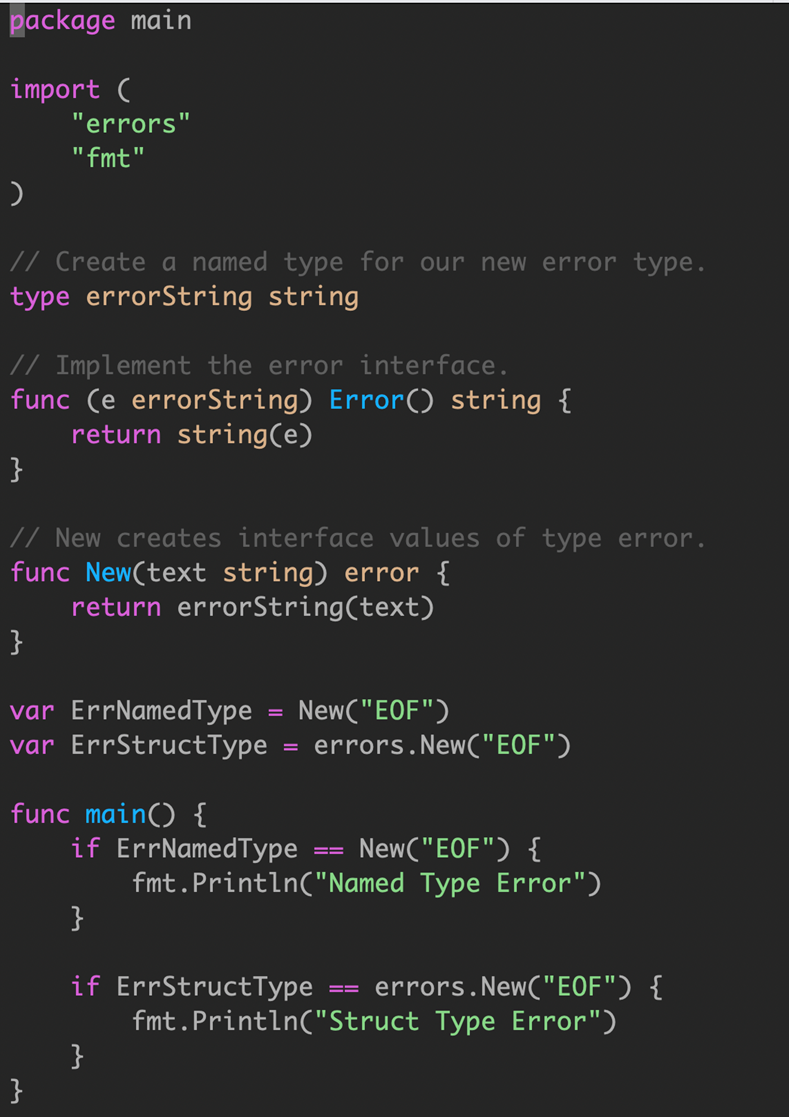 package main
import (
"errors"
"fmt"
)
// Create a named type for our new error type.
type errorString string
// Implement the error interface.
func (e errorString) Error() string {
return string(e)
}
// New creates interface values of type error.
func New(text string) error {
return errorString(text)
}
var ErrNamedType = New("EOF")
var ErrStructType = errors.New("EOF")
func main() {
if ErrNamedType == New("EOF") {
fmt.Println("Named Type Error")
}
if ErrStructType == errors.New("EOF") {
fmt.Println("Struct Type Error")
}
}